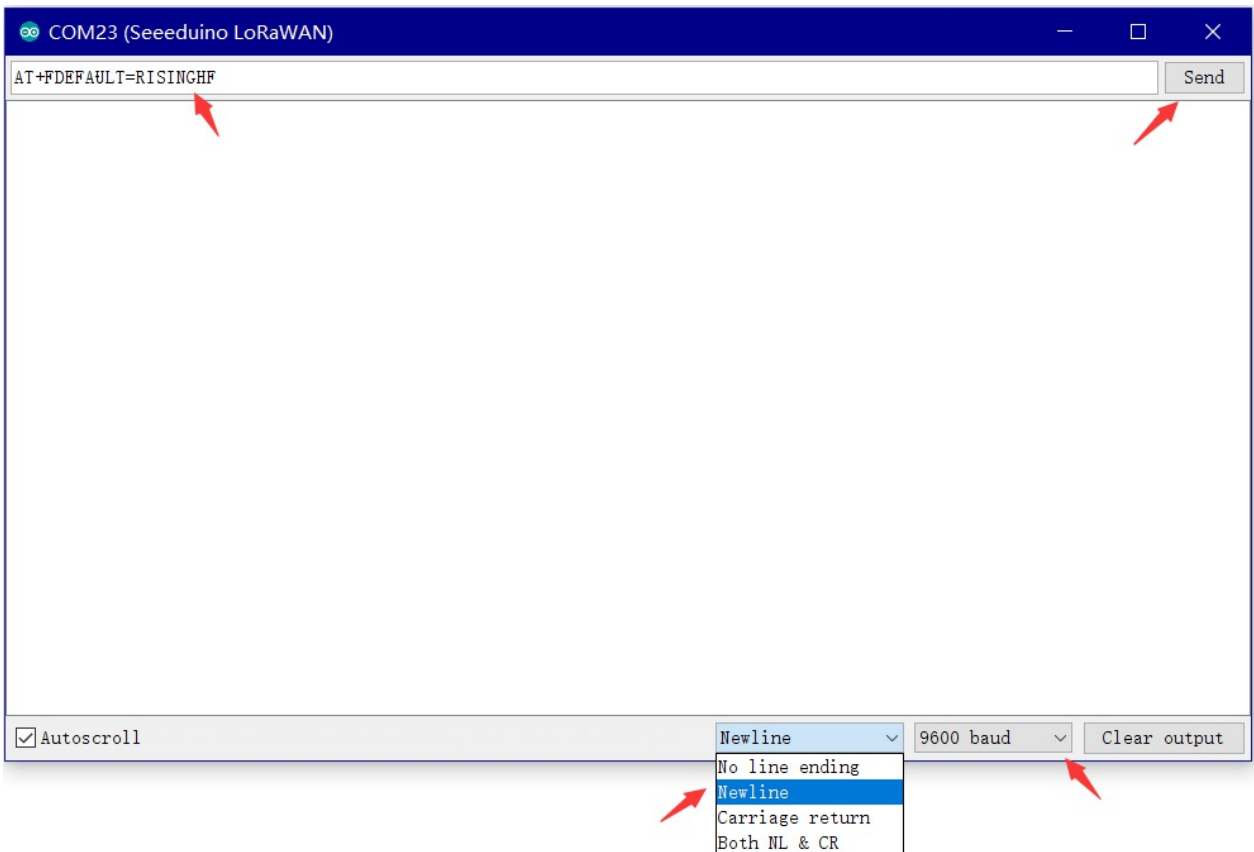 COM23 (Seeeduino LoRaWAN)
AT+FDEFAULT=RISINGHF
Send
Autoscroll
Newline
9600 baud
Clear output
No line ending
Newline
Carriage return
Both NL & CR